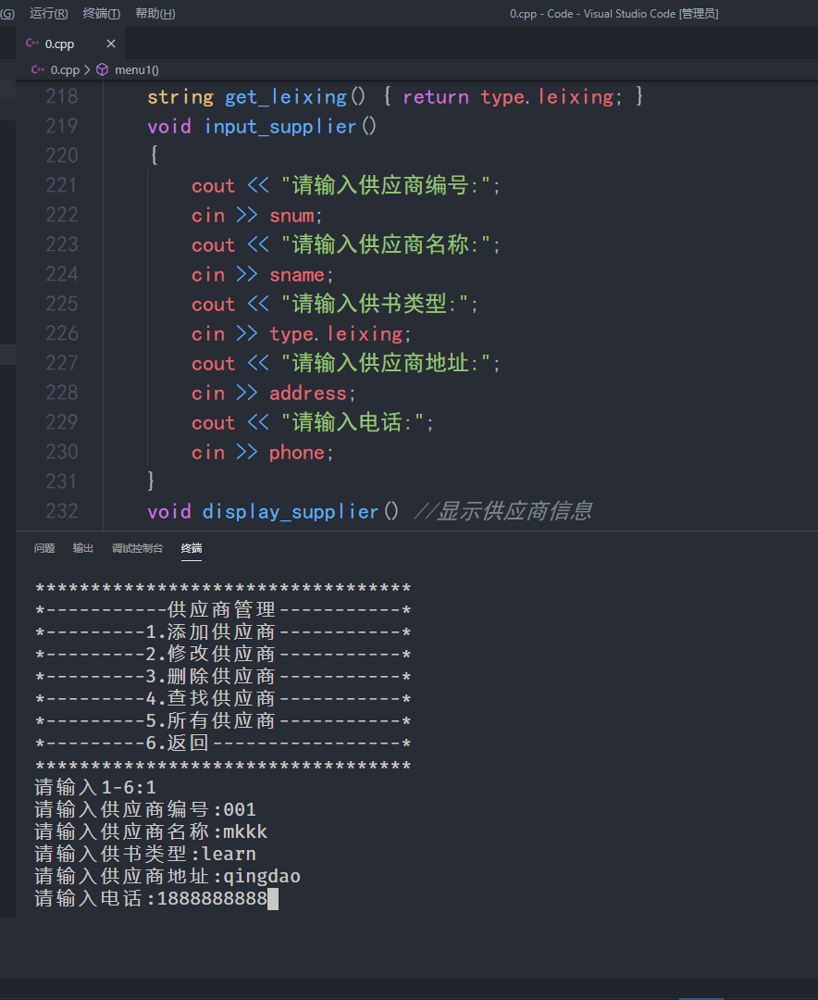 (G) 运行(R) 终端(T) 帮助(H) 0.cpp - Code - Visual Studio Code [管理员]
C++ 0.cpp ×
C++ 0.cpp > menu1()
218 string get_leixing() { return type.leixing; }
219 void input_supplier()
220 {
221 cout << "请输入供应商编号:";
222 cin >> snum;
223 cout << "请输入供应商名称:";
224 cin >> sname;
225 cout << "请输入供书类型:";
226 cin >> type.leixing;
227 cout << "请输入供应商地址:";
228 cin >> address;
229 cout << "请输入电话:";
230 cin >> phone;
231 }
232 void display_supplier() //显示供应商信息
问题 输出 调试控制台 终端
**********************************
*-----------供应商管理-----------*
*---------1.添加供应商-----------*
*---------2.修改供应商-----------*
*---------3.删除供应商-----------*
*---------4.查找供应商-----------*
*---------5.所有供应商-----------*
*---------6.返回-----------------*
**********************************
请输入1-6:1
请输入供应商编号:001
请输入供应商名称:mkkk
请输入供书类型:learn
请输入供应商地址:qingdao
请输入电话:1888888888